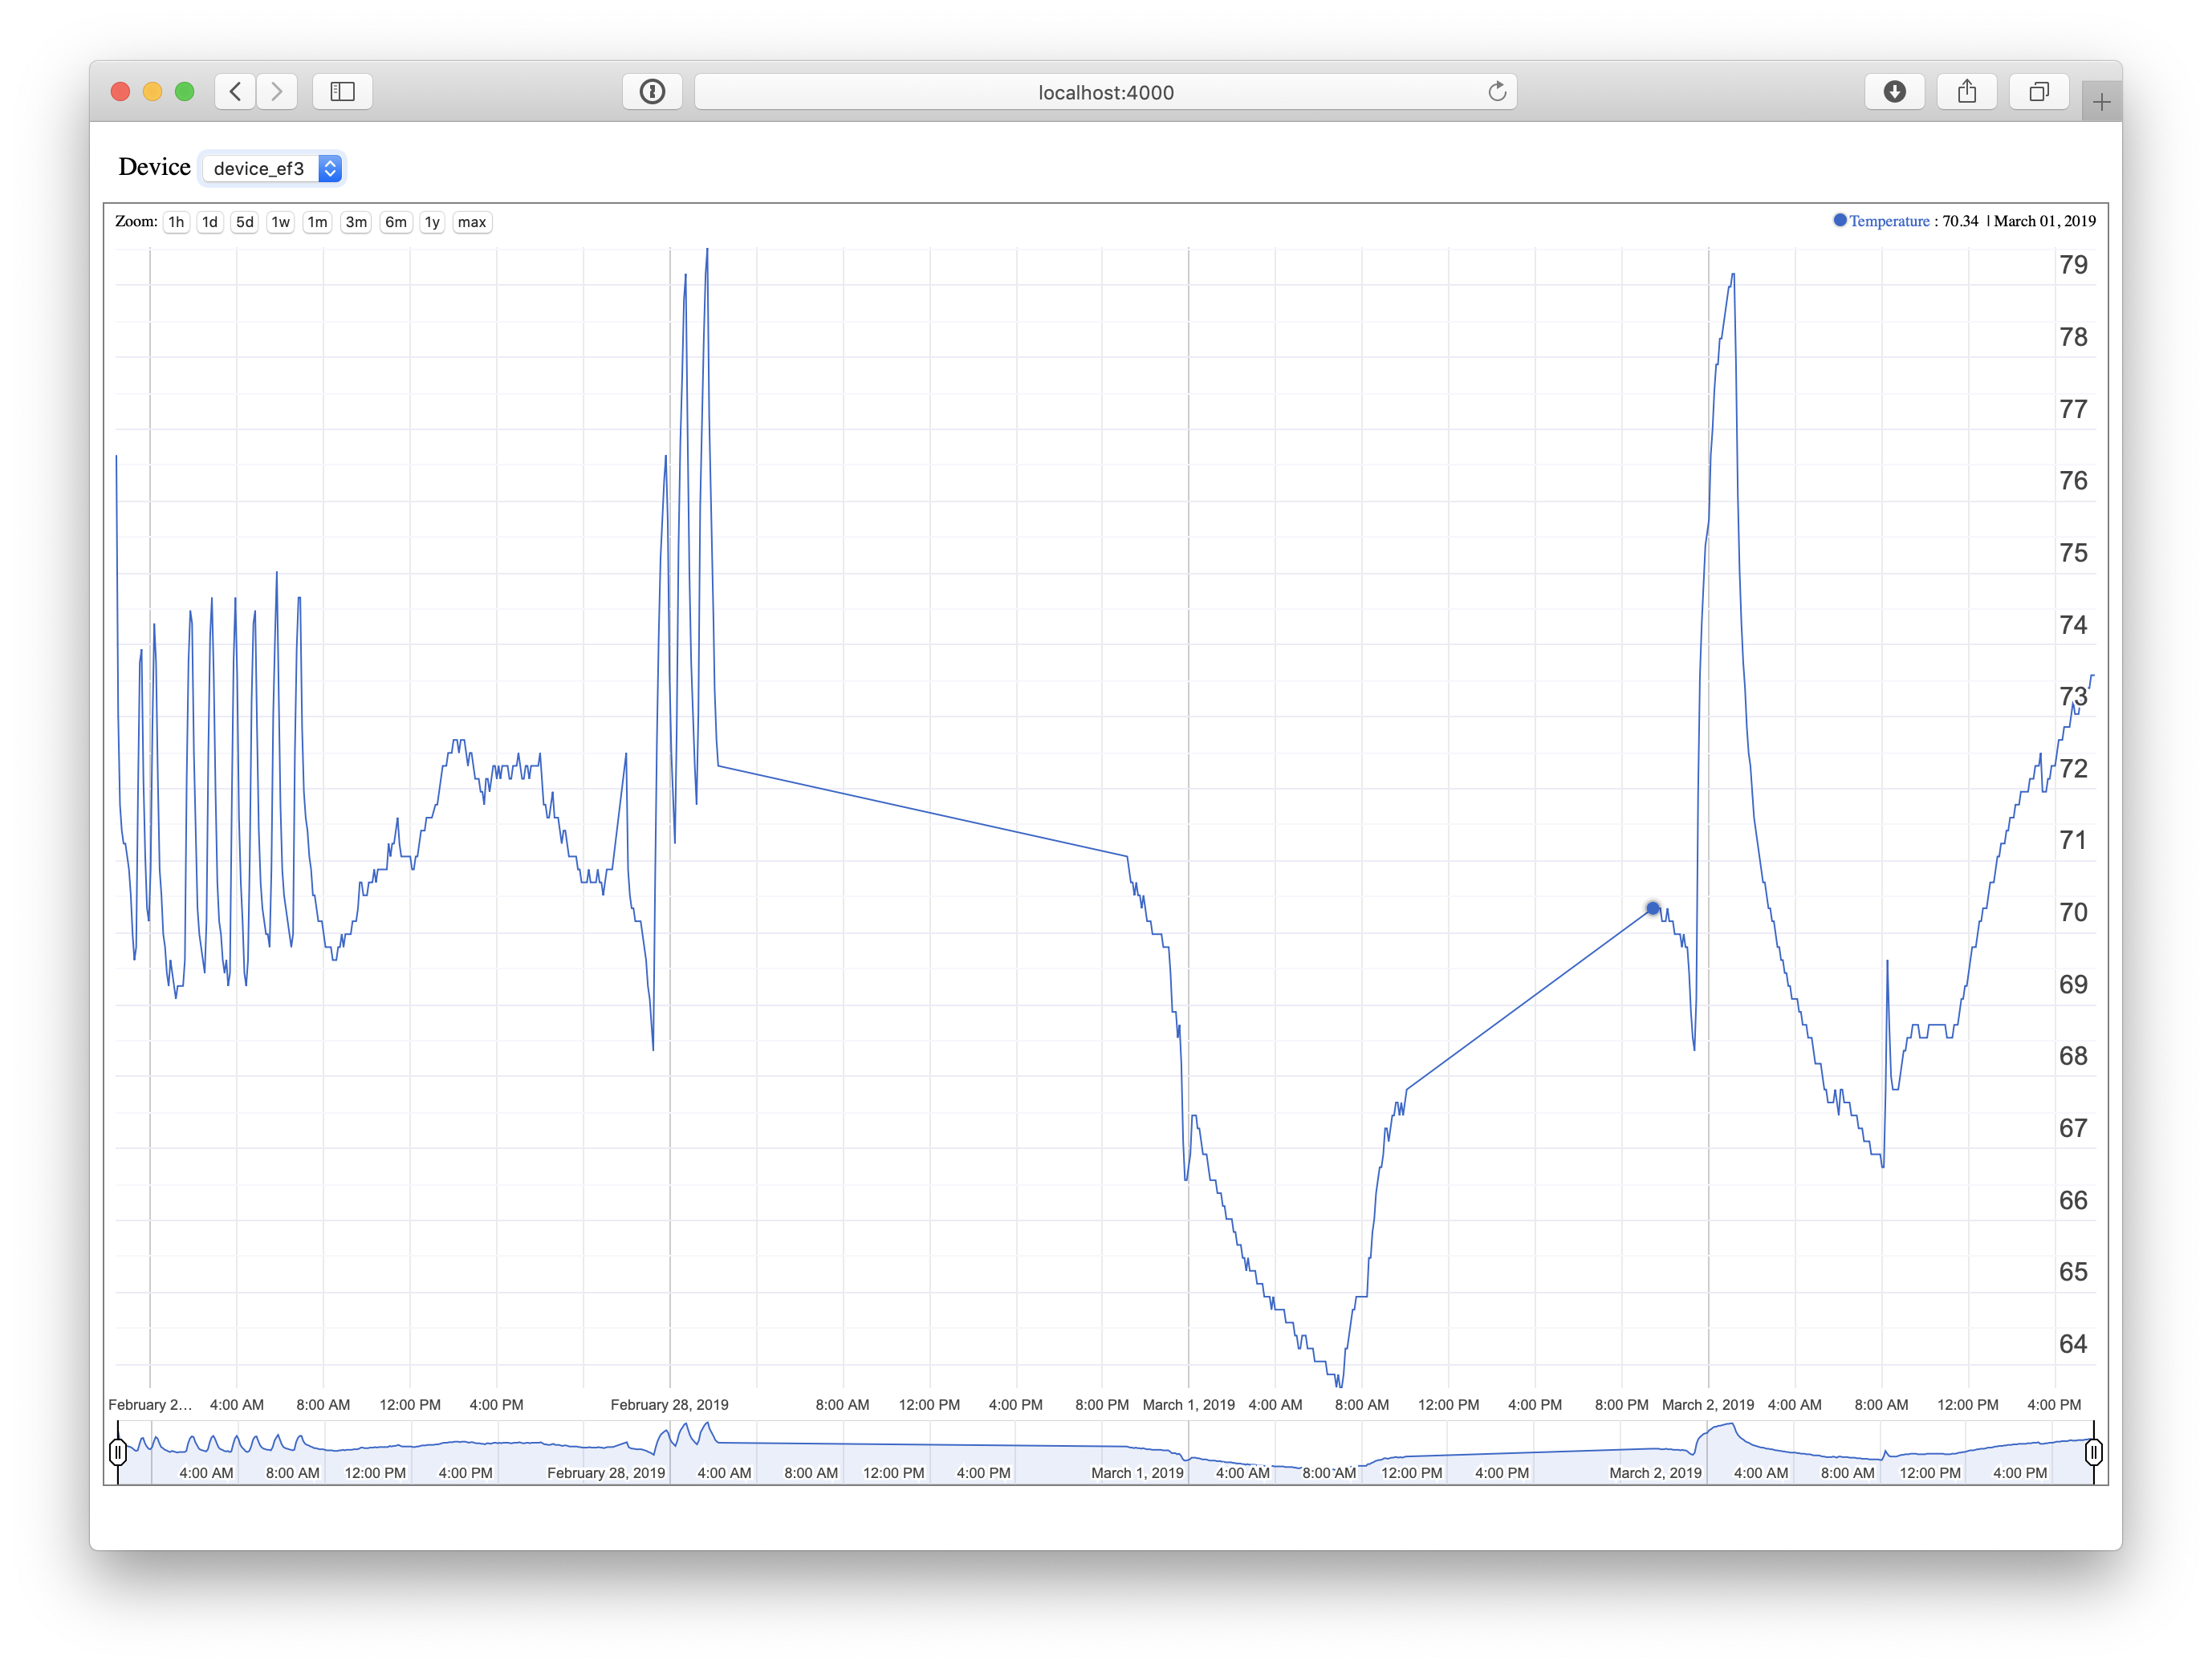 localhost:4000
Device device_ef3
Zoom: 1h 1d 5d 1w 1m 3m 6m 1y max
Temperature : 70.34 | March 01, 2019
79
78
77
76
75
74
73
72
71
70
69
68
67
66
65
64
February 2... 4:00 AM 8:00 AM 12:00 PM 4:00 PM February 28, 2019 8:00 AM 12:00 PM 4:00 PM 8:00 PM March 1, 2019 4:00 AM 8:00 AM 12:00 PM 4:00 PM 8:00 PM March 2, 2019 4:00 AM 8:00 AM 12:00 PM 4:00 PM
4:00 AM 8:00 AM 12:00 PM 4:00 PM February 28, 2019 4:00 AM 8:00 AM 12:00 PM 4:00 PM March 1, 2019 4:00 AM 8:00 AM 12:00 PM 4:00 PM March 2, 2019 4:00 AM 8:00 AM 12:00 PM 4:00 PM